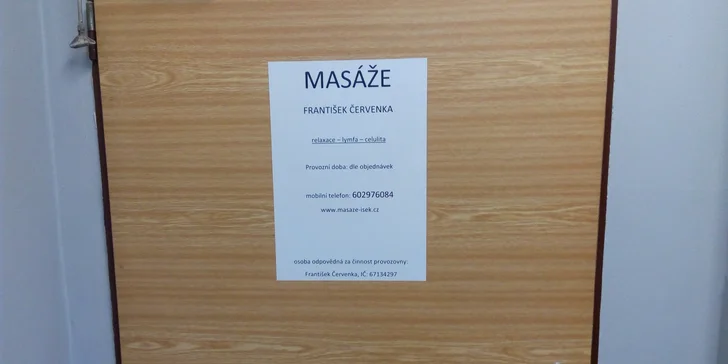 MASÁŽE
FRANTIŠEK ČERVENKA
relaxace – lymfa – celulita
Provozní doba: dle objednávek
mobilní telefon: 602976084
www.masaze-isek.cz
osoba odpovědná za činnost provozovny:
František Červenka, IČ: 67134297